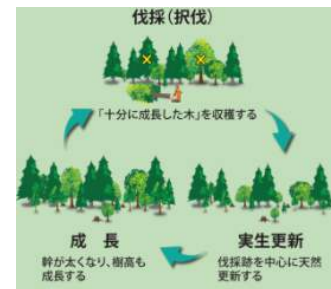 伐採（択伐）
「十分に成長した木」を収穫する
成　長
幹が太くなり、樹高も
成長する
実生更新
伐採跡を中心に天然
更新する